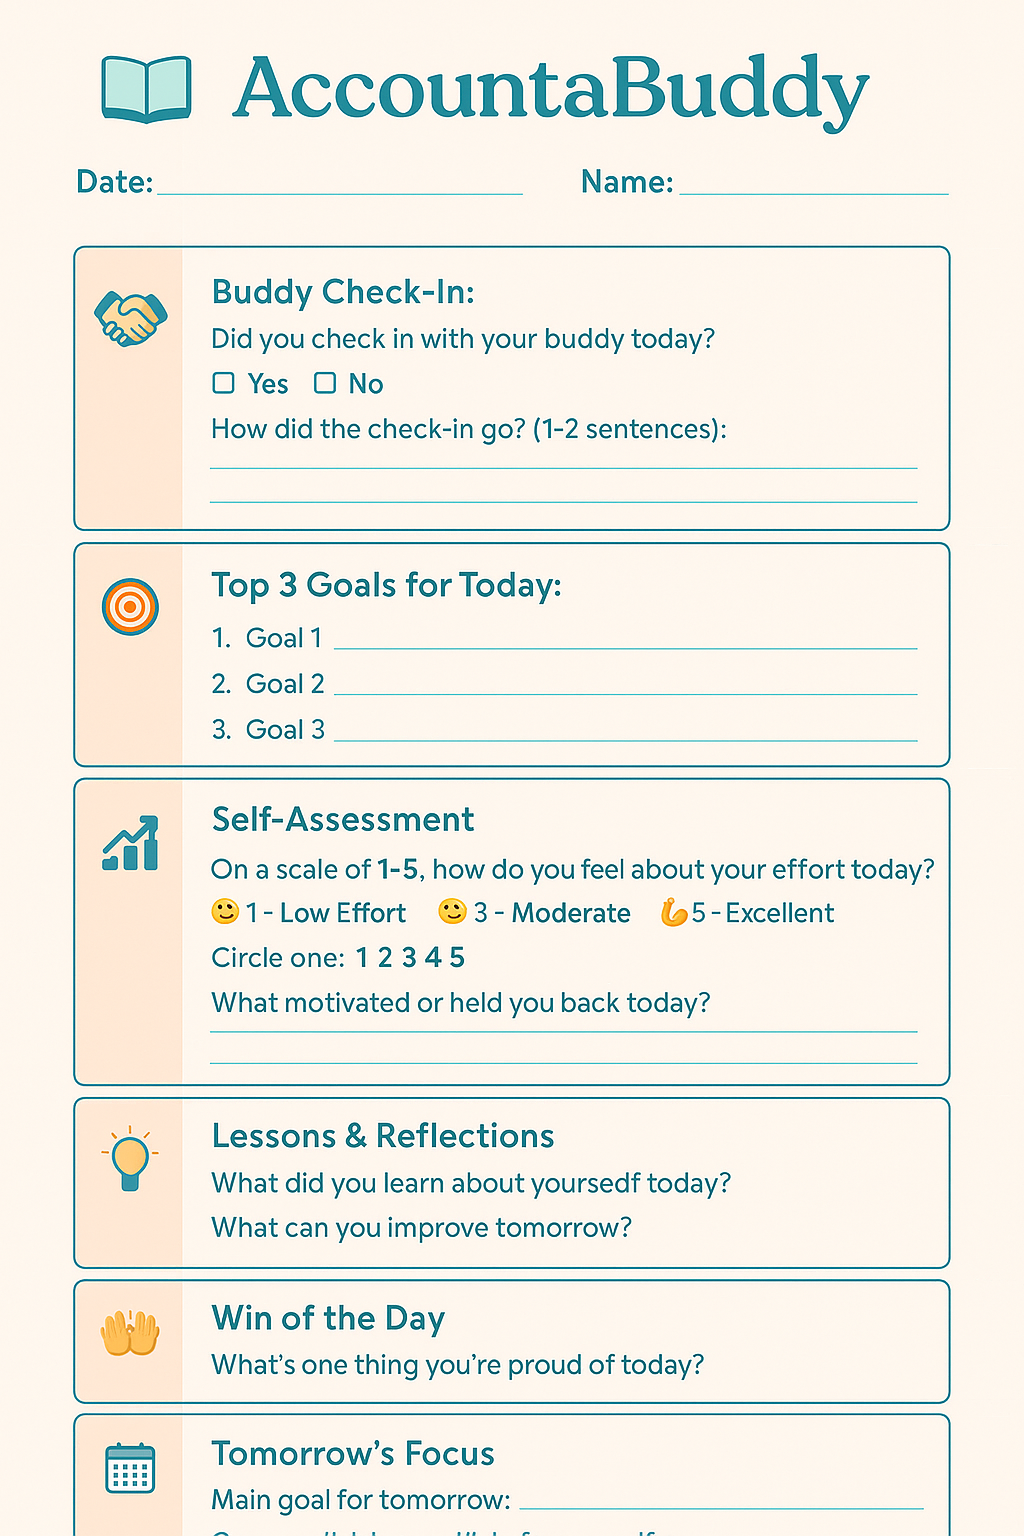 AccountaBuddy
Date: Name:
Buddy Check-In:
Did you check in with your buddy today?
Yes No
How did the check-in go? (1-2 sentences):
Top 3 Goals for Today:
1. Goal 1
2. Goal 2
3. Goal 3
Self-Assessment
On a scale of 1-5, how do you feel about your effort today?
1 - Low Effort 3 - Moderate 5 - Excellent
Circle one: 1 2 3 4 5
What motivated or held you back today?
Lessons & Reflections
What did you learn about yoursedf today?
What can you improve tomorrow?
Win of the Day
What's one thing you're proud of today?
Tomorrow's Focus
Main goal for tomorrow: